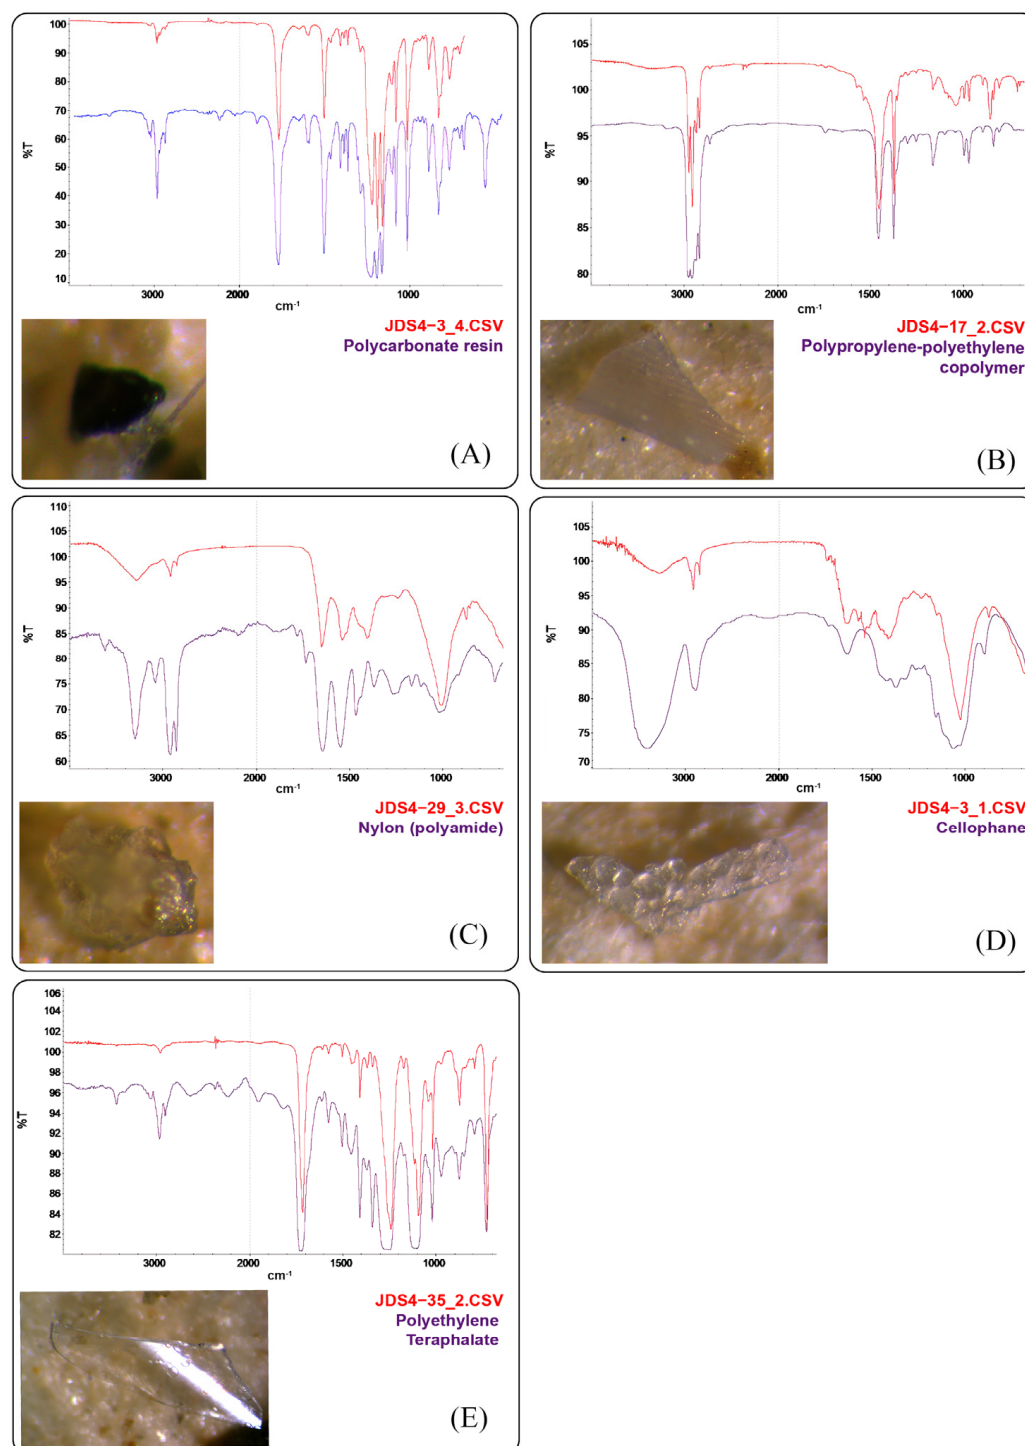 100
90
80
70
60
50
40
30
20
10
%T
3000
2000
1000
cm-1
JDS4-3_4.CSV
Polycarbonate resin
(A)
105
100
95
90
85
80
%T
3000
2000
1500
1000
cm-1
JDS4-17_2.CSV
Polypropylene-polyethylene
copolymer
(B)
110
105
100
95
90
85
80
75
70
65
60
%T
3000
2000
1500
1000
cm-1
JDS4-29_3.CSV
Nylon (polyamide)
(C)
105
100
95
90
85
80
75
70
%T
3000
2000
1500
1000
cm-1
JDS4-3_1.CSV
Cellophane
(D)
106
104
102
100
98
96
94
92
90
88
86
84
82
%T
3000
2000
1500
1000
cm-1
JDS4-35_2.CSV
Polyethylene
Teraphalate
(E)